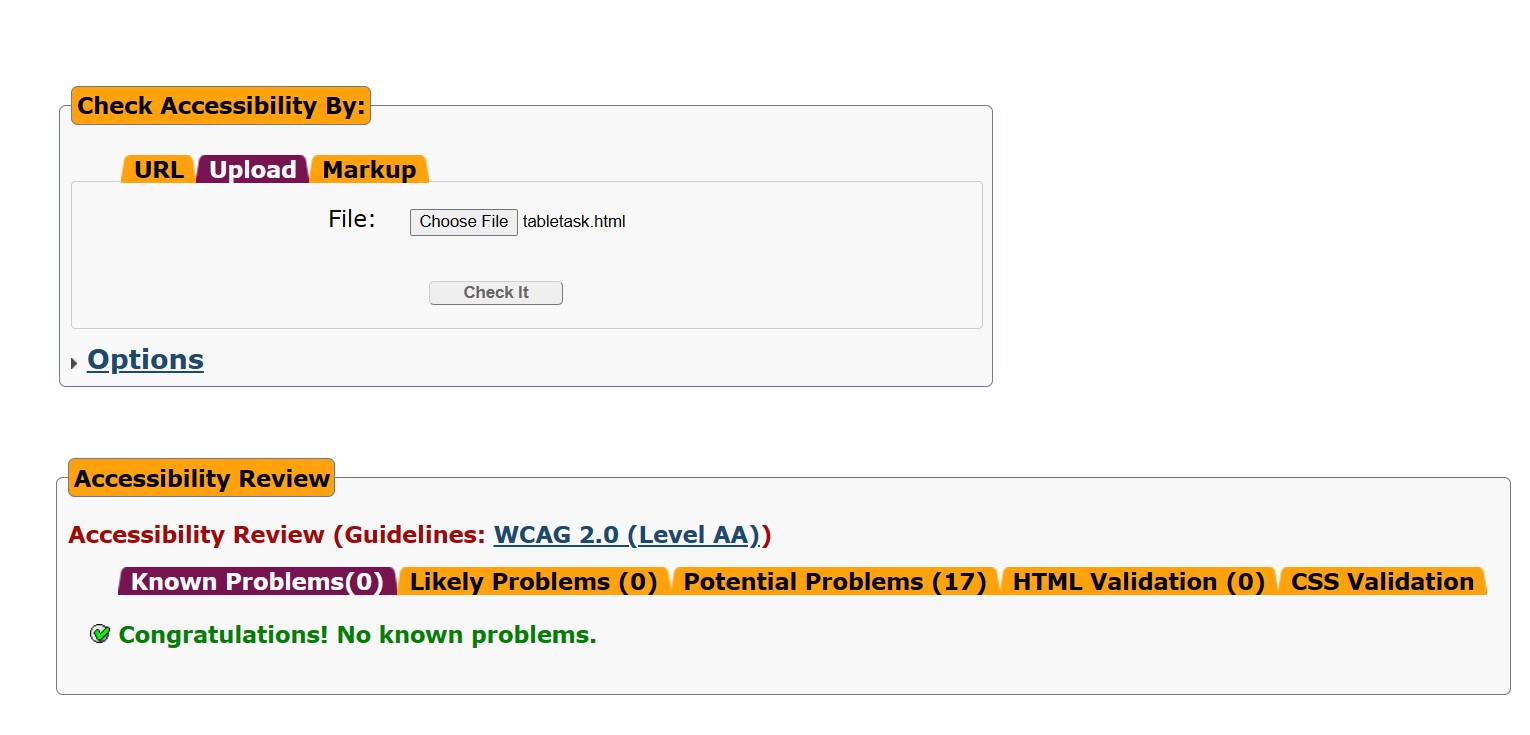 Check Accessibility By:
URL Upload Markup
File: Choose File tabletask.html
Check It
Options
Accessibility Review
Accessibility Review (Guidelines: WCAG 2.0 (Level AA))
Known Problems(0) Likely Problems (0) Potential Problems (17) HTML Validation (0) CSS Validation
Congratulations! No known problems.